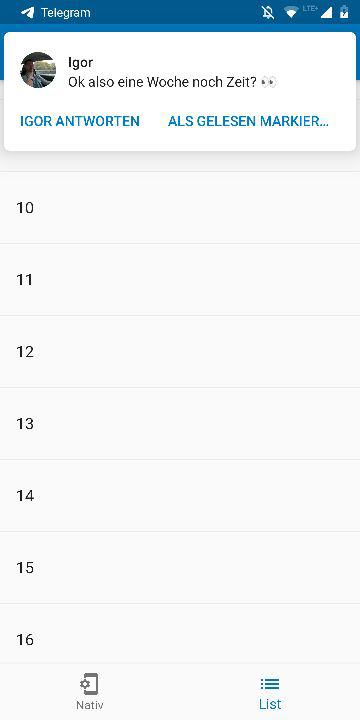 Telegram
LTE+
Igor
Ok also eine Woche noch Zeit? 👀
IGOR ANTWORTEN ALS GELESEN MARKIER…
10
11
12
13
14
15
16
Nativ
List